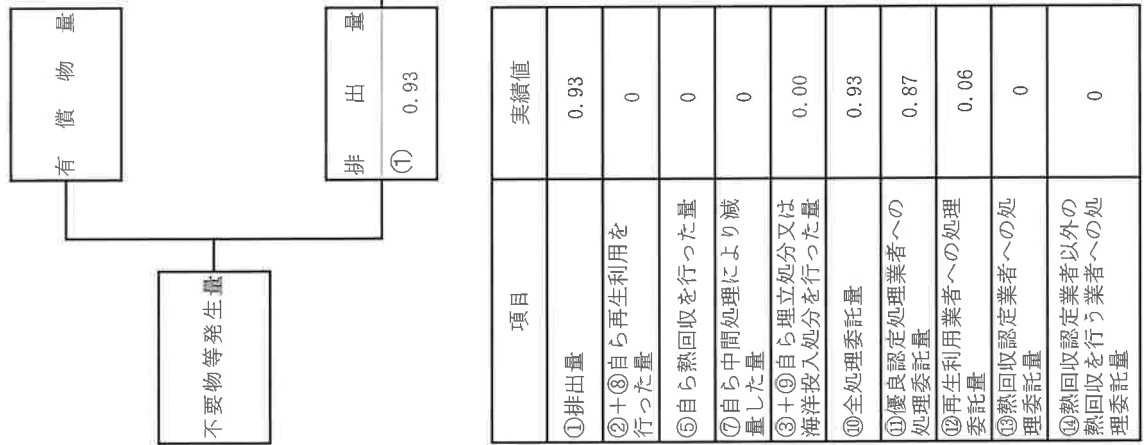 有償物量
不要物等発生量
排出量
① 0.93
項目 実績値
①排出量 0.93
②+⑧自ら再生利用を
行った量 0
⑤自ら熱回収を行った量 0
⑦自ら中間処理により減
量した量 0
③+⑨自ら埋立処分又は
海洋投入処分を行った量 0.00
⑩全処理委託量 0.93
⑪優良認定処理業者への
処理委託量 0.87
⑫再生利用業者への処理
委託量 0.06
⑬熱回収認定業者への処
理委託量 0
⑭熱回収認定業者以外の
熱回収を行う業者への処
理委託量 0